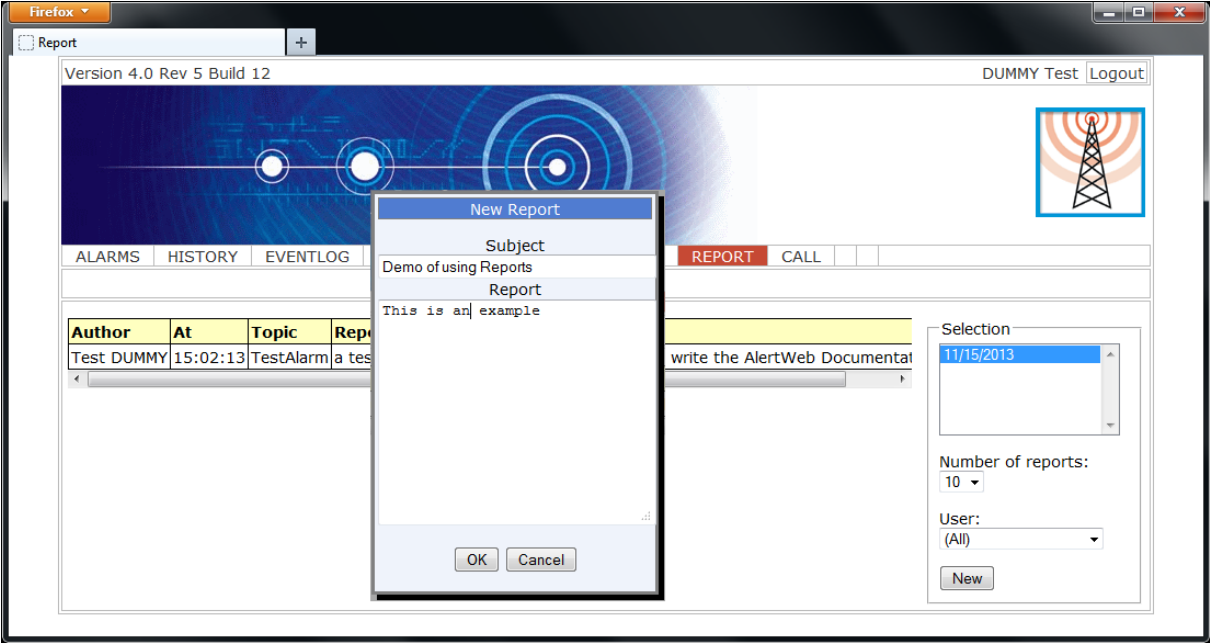 Firefox
Report
Version 4.0 Rev 5 Build 12
DUMMY Test Logout
ALARMS HISTORY EVENTLOG REPORT CALL
New Report
Subject
Demo of using Reports
Report
This is an example
OK Cancel
Author At Topic
Test DUMMY 15:02:13 TestAlarm a write the AlertWeb
Selection
11/15/2013
Number of reports:
10
User:
(All)
New